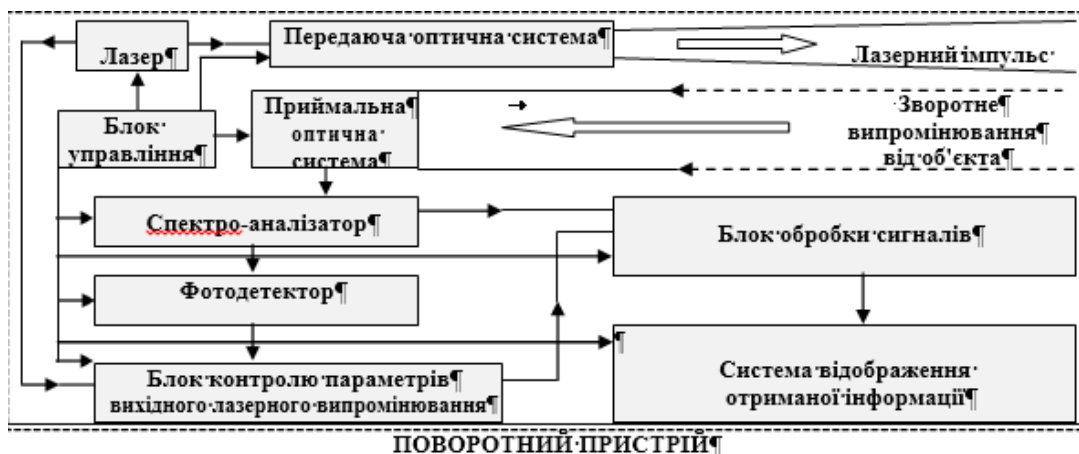 Лазер¶
Передаюча·оптична·система¶
Лазерний·імпульс·
Блок·
управління¶
Приймальна¶
оптична·
система¶
Зворотне¶
випромінювання
від·об'єкта¶
Спектро-аналізатор¶
Блок·обробки·сигналів¶
Фотодетектор¶
¶
Блок·контролю·параметрів¶
вихідного·лазерного·випромінювання¶
Система·відображення·
отриманої·інформації¶
ПОВОРОТНИЙ·ПРИСТРІЙ¶